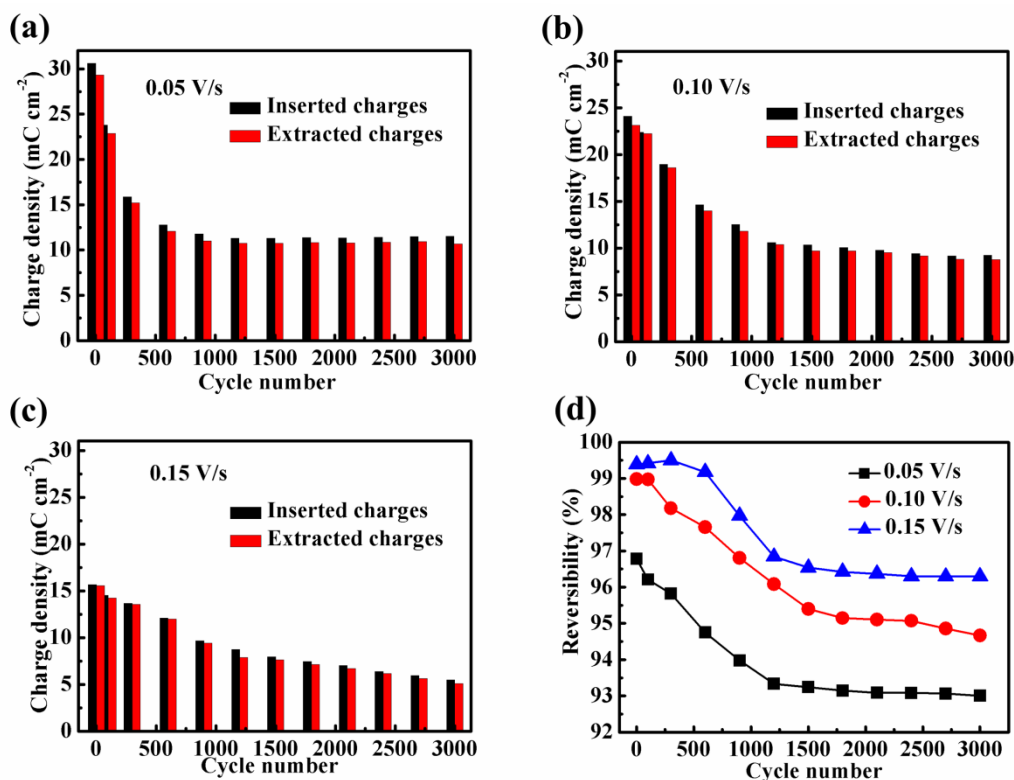 (a)
30
25
20
15
10
5
0
Charge density (mC cm⁻²)
0.05 V/s
Inserted charges
Extracted charges
0 500 1000 1500 2000 2500 3000
Cycle number
(b)
30
25
20
15
10
5
0
Charge density (mC cm⁻²)
0.10 V/s
Inserted charges
Extracted charges
0 500 1000 1500 2000 2500 3000
Cycle number
(c)
30
25
20
15
10
5
0
Charge density (mC cm⁻²)
0.15 V/s
Inserted charges
Extracted charges
0 500 1000 1500 2000 2500 3000
Cycle number
(d)
100
99
98
97
96
95
94
93
92
Reversibility (%)
0.05 V/s
0.10 V/s
0.15 V/s
0 500 1000 1500 2000 2500 3000
Cycle number